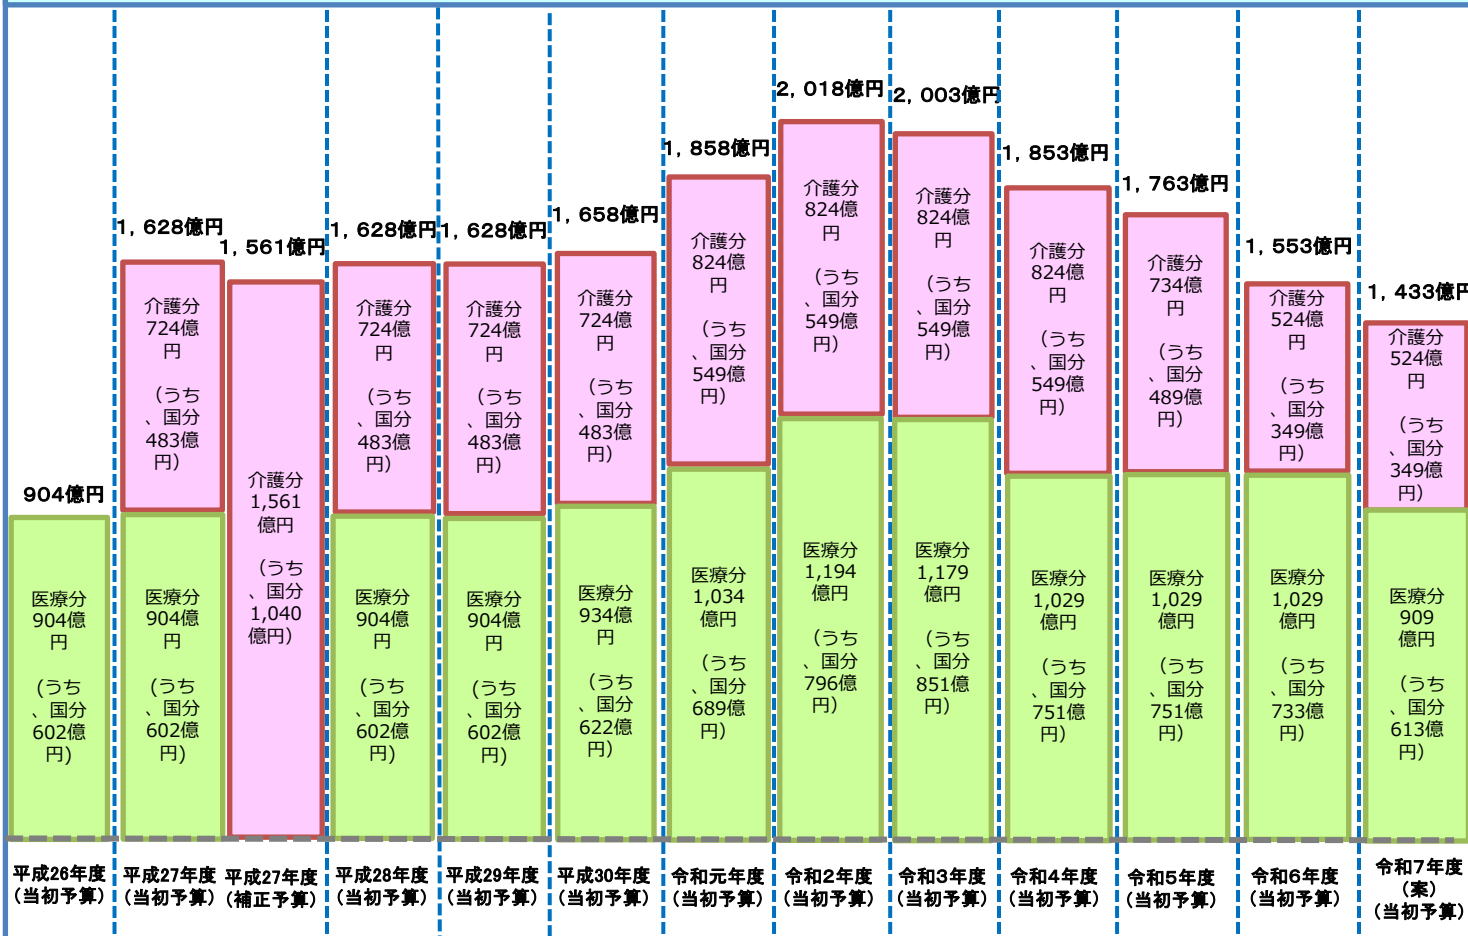 904億円
医療分
904億
円
(うち
、国分
602億
円)
平成26年度
(当初予算)
1,628億円
介護分
724億
円
(うち
、国分
483億
円)
医療分
904億
円
(うち
、国分
602億
円)
平成27年度
(当初予算)
1,561億円
介護分
1,561
億円
(うち
、国分
1,040
億円)
平成27年度
(補正予算)
1,628億円
介護分
724億
円
(うち
、国分
483億
円)
医療分
904億
円
(うち
、国分
602億
円)
平成28年度
(当初予算)
1,628億円
介護分
724億
円
(うち
、国分
483億
円)
医療分
904億
円
(うち
、国分
602億
円)
平成29年度
(当初予算)
1,658億円
介護分
724億
円
(うち
、国分
483億
円)
医療分
934億
円
(うち
、国分
622億
円)
平成30年度
(当初予算)
1,858億円
介護分
824億
円
(うち
、国分
549億
円)
医療分
1,034
億円
(うち
、国分
689億
円)
令和元年度
(当初予算)
2,018億円
介護分
824億
円
(うち
、国分
549億
円)
医療分
1,194
億円
(うち
、国分
796億
円)
令和2年度
(当初予算)
2,003億円
介護分
824億
円
(うち
、国分
549億
円)
医療分
1,179
億円
(うち
、国分
851億
円)
令和3年度
(当初予算)
1,853億円
介護分
824億
円
(うち
、国分
549億
円)
医療分
1,029
億円
(うち
、国分
751億
円)
令和4年度
(当初予算)
1,763億円
介護分
734億
円
(うち
、国分
489億
円)
医療分
1,029
億円
(うち
、国分
751億
円)
令和5年度
(当初予算)
1,553億円
介護分
524億
円
(うち
、国分
349億
円)
医療分
1,029
億円
(うち
、国分
733億
円)
令和6年度
(当初予算)
1,433億円
介護分
524億
円
(うち
、国分
349億
円)
医療分
909
億円
(うち
、国分
613億
円)
令和7年度
(案)
(当初予算)